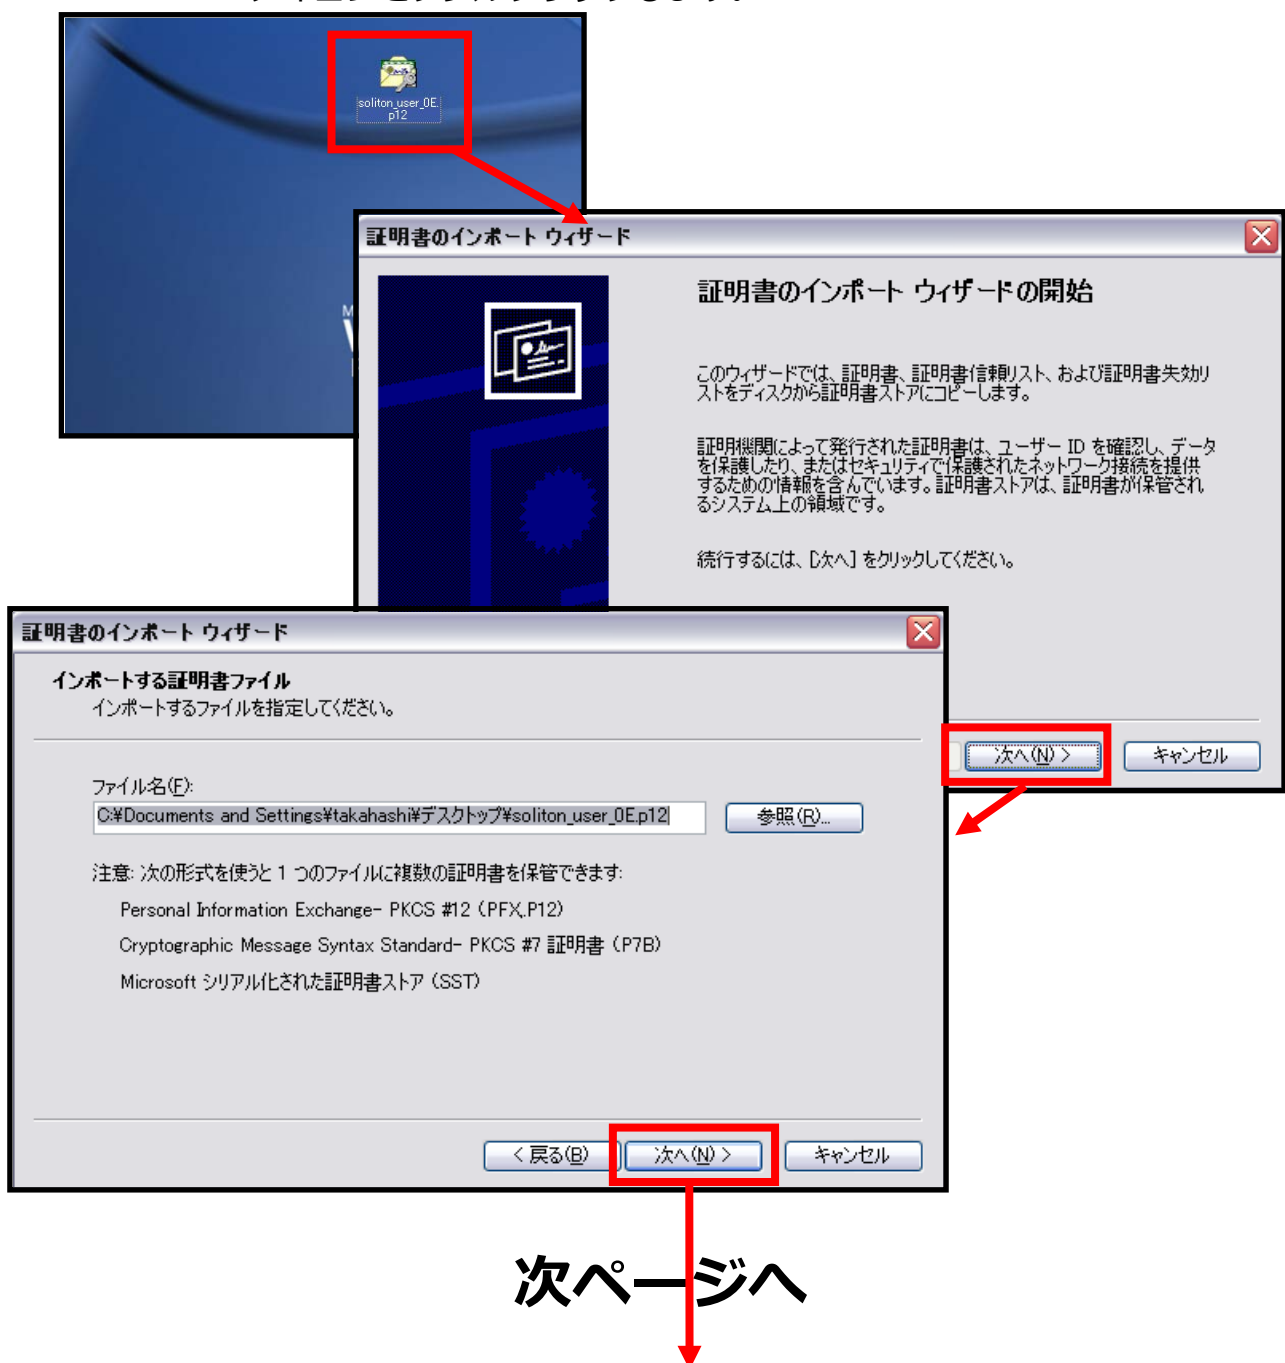 soliton_user_0E.
p12
証明書のインポート ウィザード
証明書のインポート ウィザードの開始
このウィザードでは、証明書、証明書信頼リスト、および証明書失効リ
ストをディスクから証明書ストアにコピーします。
証明機関によって発行された証明書は、ユーザー ID を確認し、データ
を保護したり、またはセキュリティで保護されたネットワーク接続を提供
するための情報を含んでいます。証明書ストアは、証明書が保管され
るシステム上の領域です。
続行するには、[次へ] をクリックしてください。
次へ(N) >
キャンセル
証明書のインポート ウィザード
インポートする証明書ファイル
インポートするファイルを指定してください。
ファイル名(F):
C:¥Documents and Settings¥takahashi¥デスクトップ¥soliton_user_0E.p12
参照(R)...
注意: 次の形式を使うと 1 つのファイルに複数の証明書を保管できます:
Personal Information Exchange- PKCS #12 (PFX,.P12)
Cryptographic Message Syntax Standard- PKCS #7 証明書 (P7B)
Microsoft シリアル化された証明書ストア (SST)
< 戻る(B)
次へ(N) >
キャンセル
次ページへ